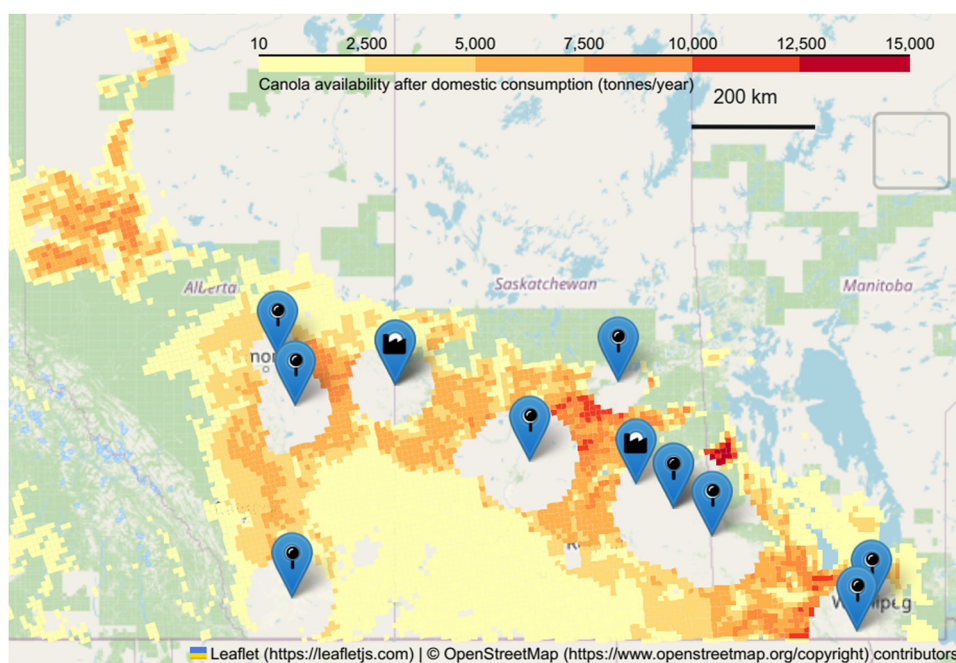 10 2,500 5,000 7,500 10,000 12,500 15,000
Canola availability after domestic consumption (tonnes/year)
200 km
Alberta
Saskatchewan
Manitoba
Leaflet (https://leafletjs.com) | © OpenStreetMap (https://www.openstreetmap.org/copyright) contributors